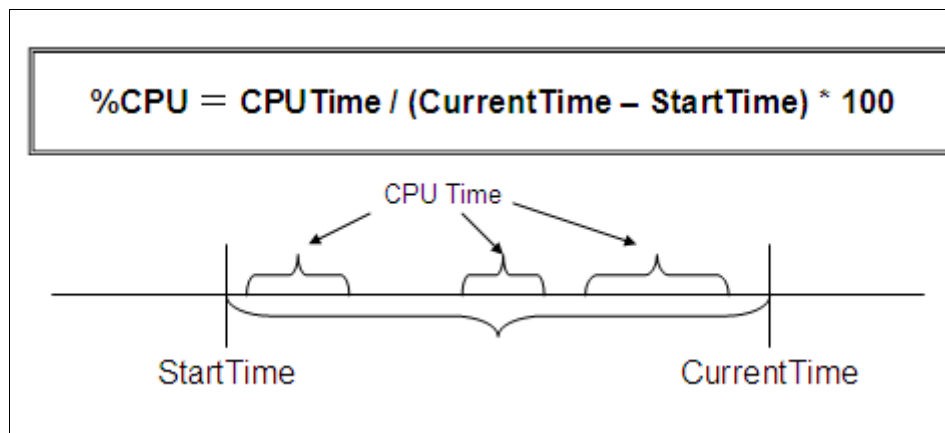 %CPU = CPUTime / (CurrentTime – StartTime) * 100
CPU Time
StartTime
CurrentTime